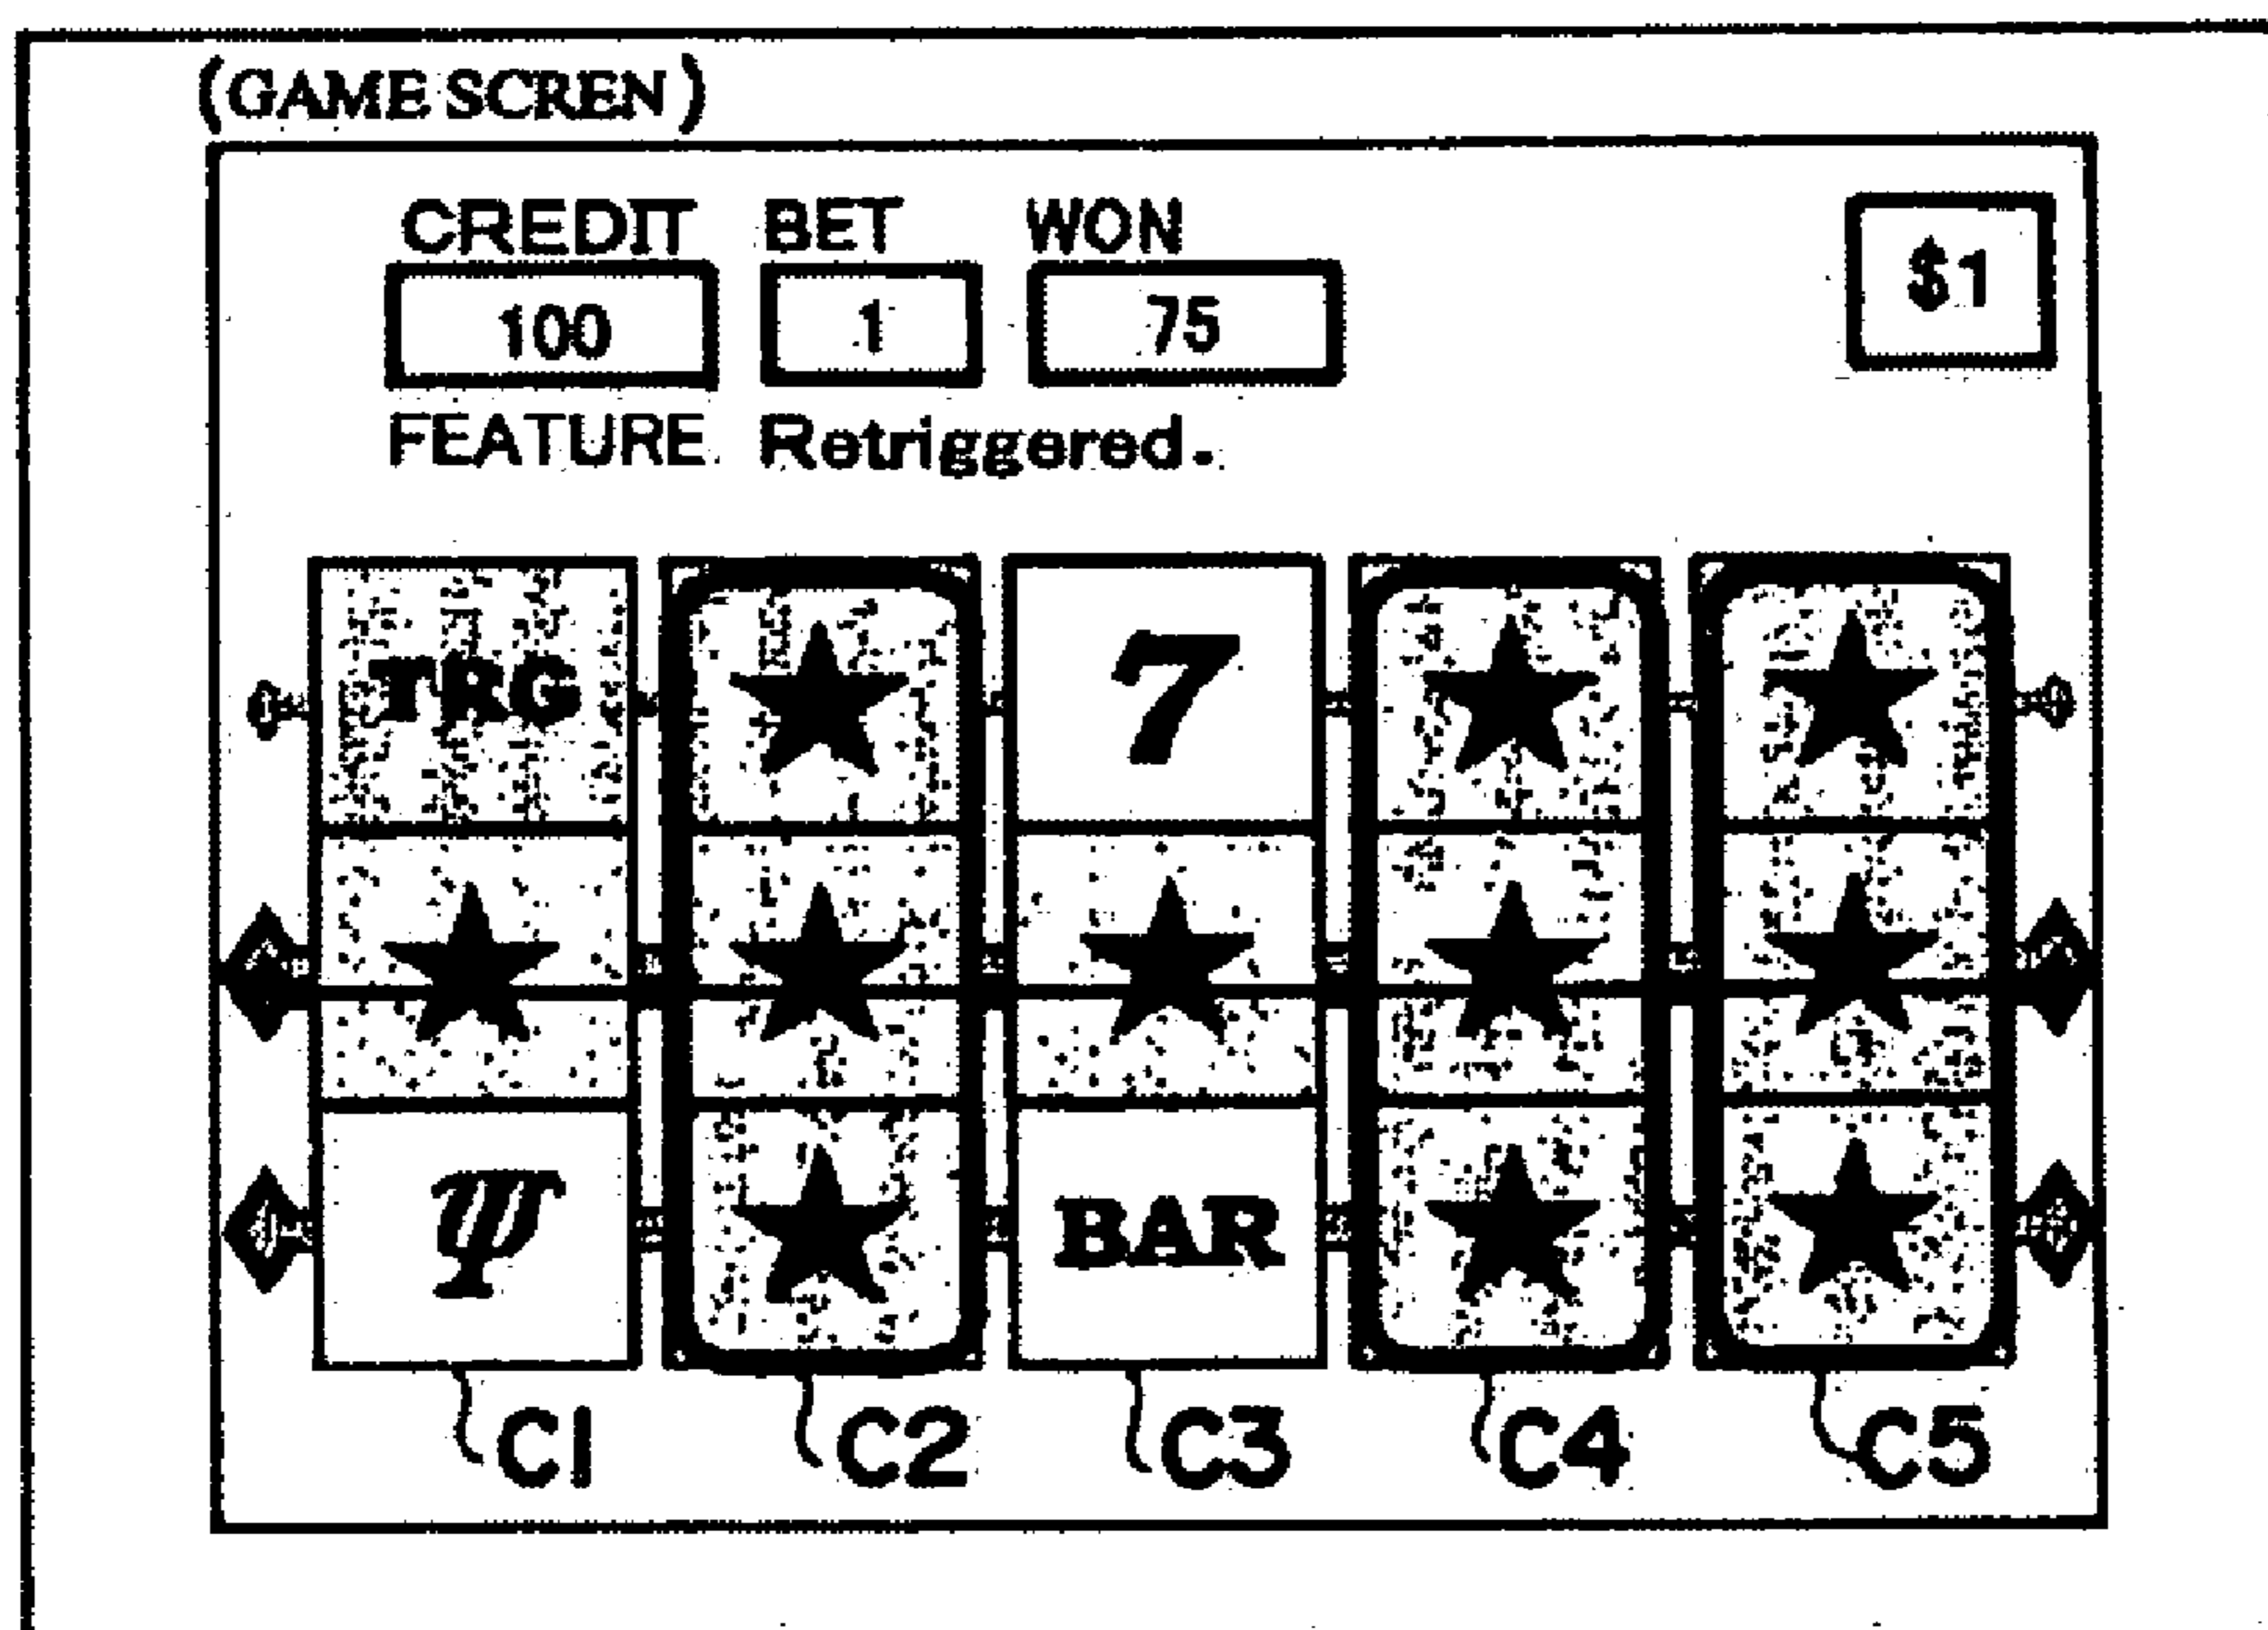 (GAME SCREN)
CREDIT BET WON
100 1 75 $1
FEATURE. Retriggered.
TRG 7
BAR
C1 C2 C3 C4 C5